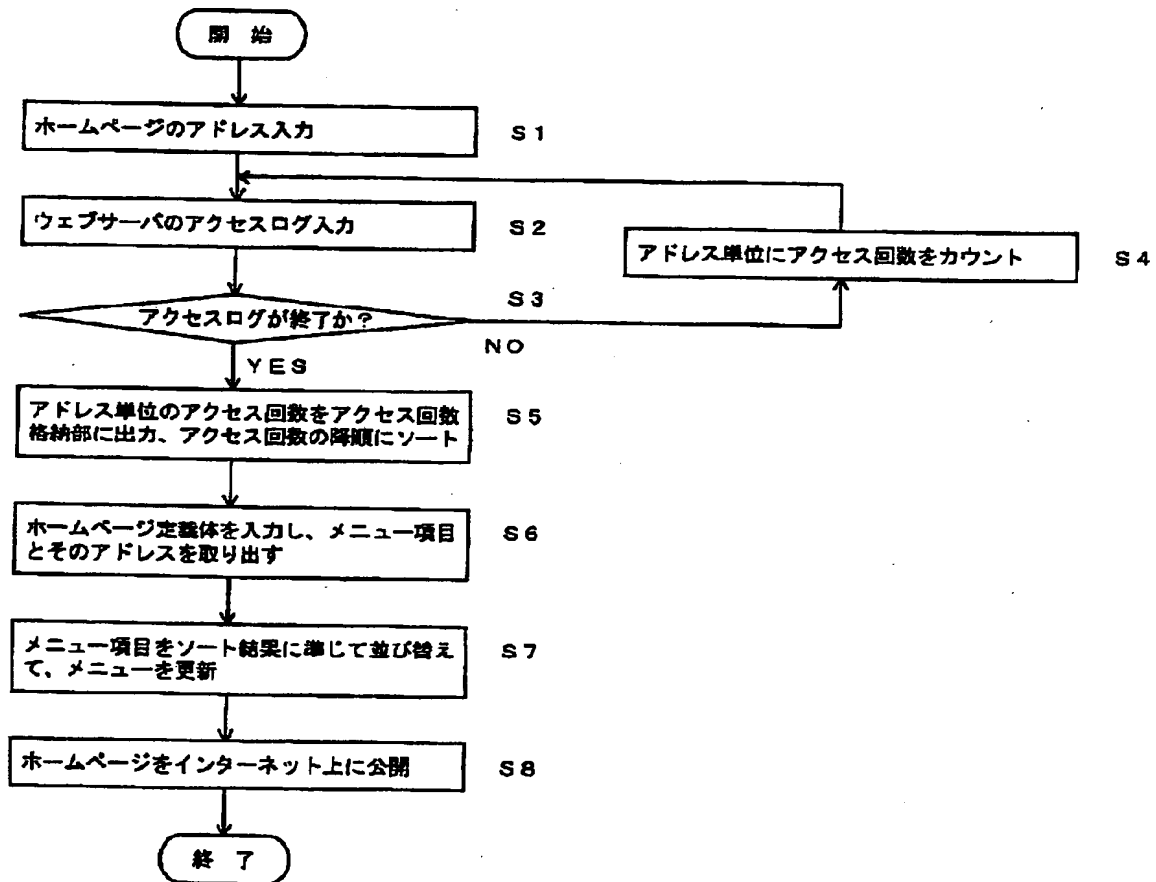 開 始
ホームページのアドレス入力
S1
ウェブサーバのアクセスログ入力
S2
アドレス単位にアクセス回数をカウント
S4
アクセスログが終了か?
S3
NO
YES
アドレス単位のアクセス回数をアクセス回数
格納部に出力、アクセス回数の降順にソート
S5
ホームページ定義体を入力し、メニュー項目
とそのアドレスを取り出す
S6
メニュー項目をソート結果に準じて並び替え
て、メニューを更新
S7
ホームページをインターネット上に公開
S8
終 了